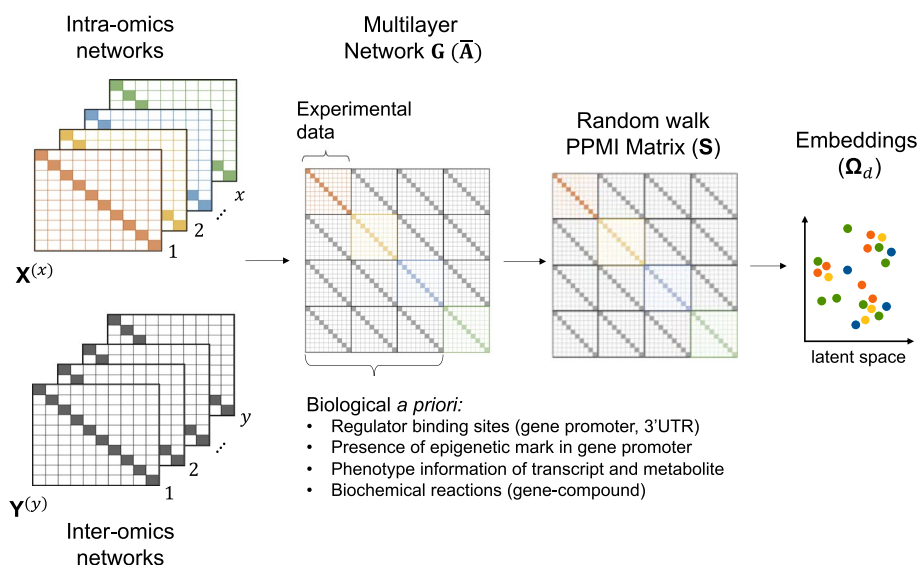 Intra-omics
networks
x
⋰
2
1
X(x)
y
⋰
2
1
Y(y)
Inter-omics
networks
Multilayer
Network G (A̅)
Experimental
data
Biological a priori:
• Regulator binding sites (gene promoter, 3'UTR)
• Presence of epigenetic mark in gene promoter
• Phenotype information of transcript and metabolite
• Biochemical reactions (gene-compound)
Random walk
PPMI Matrix (S)
Embeddings
(Ωd)
latent space